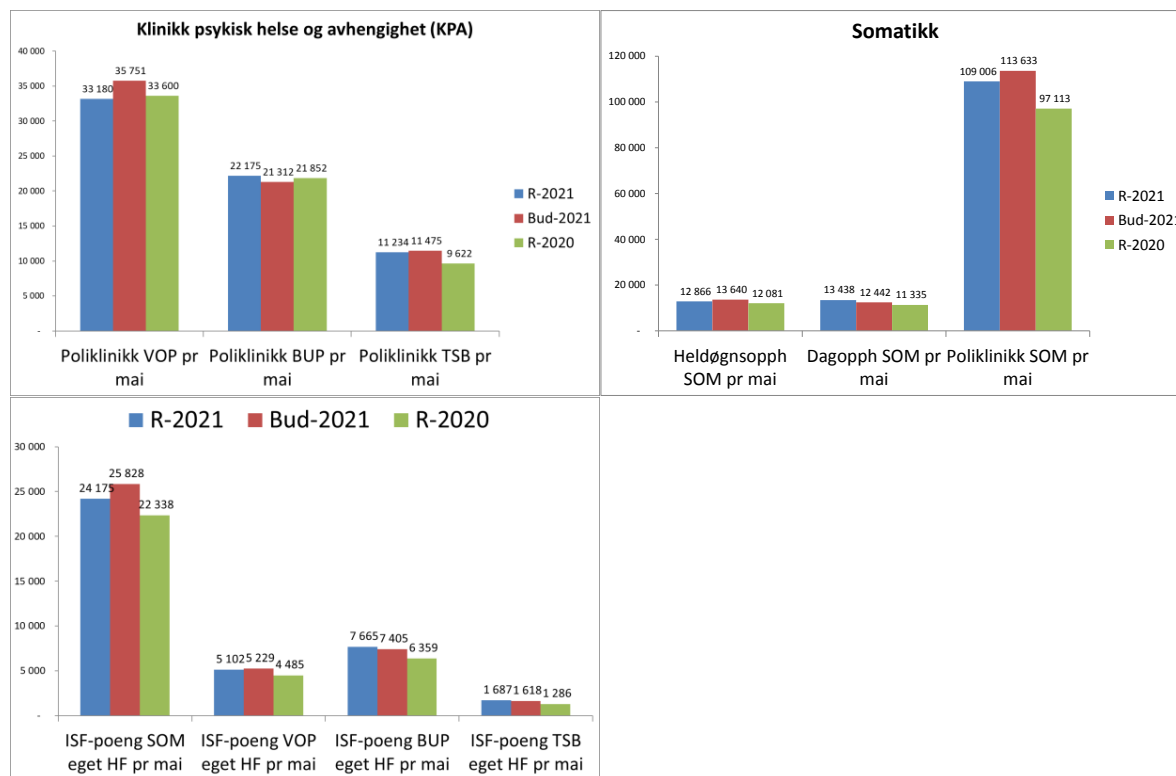 Klinikk psykisk helse og avhengighet (KPA)
40 000
35 000
30 000
25 000
20 000
15 000
10 000
5 000
-
33 180
35 751
33 600
22 175
21 312
21 852
11 234
11 475
9 622
Poliklinikk VOP pr
mai
Poliklinikk BUP pr
mai
Poliklinikk TSB pr
mai
R-2021
Bud-2021
R-2020
Somatikk
120 000
100 000
80 000
60 000
40 000
20 000
-
12 866
13 640
12 081
13 438
12 442
11 335
109 006
113 633
97 113
Heldøgnsopph
SOM pr mai
Dagopph SOM pr
mai
Poliklinikk SOM pr
mai
R-2021
Bud-2021
R-2020
R-2021 Bud-2021 R-2020
30 000
25 000
20 000
15 000
10 000
5 000
-
24 175
25 828
22 338
5 102
5 229
4 485
7 665
7 405
6 359
1 687
1 618
1 286
ISF-poeng SOM
eget HF pr mai
ISF-poeng VOP
eget HF pr mai
ISF-poeng BUP
eget HF pr mai
ISF-poeng TSB
eget HF pr mai